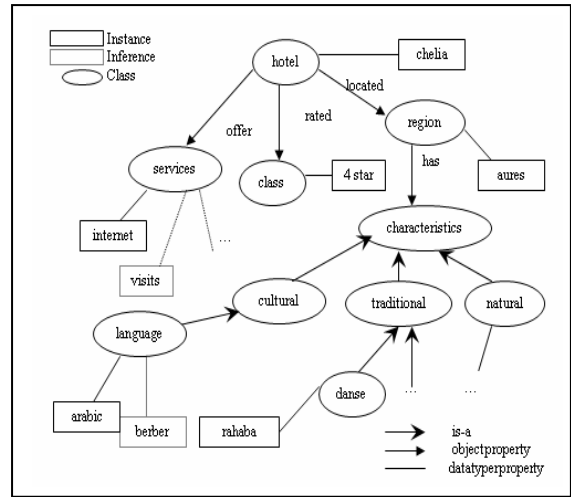 Instance
Inference
Class
hotel
chelia
located
offer
rated
region
services
has
class
4 star
aures
internet
...
characteristics
visits
cultural
traditional
natural
language
danse
...
...
arabic
berber
rahaba
is-a
objectproperty
datatyperproperty